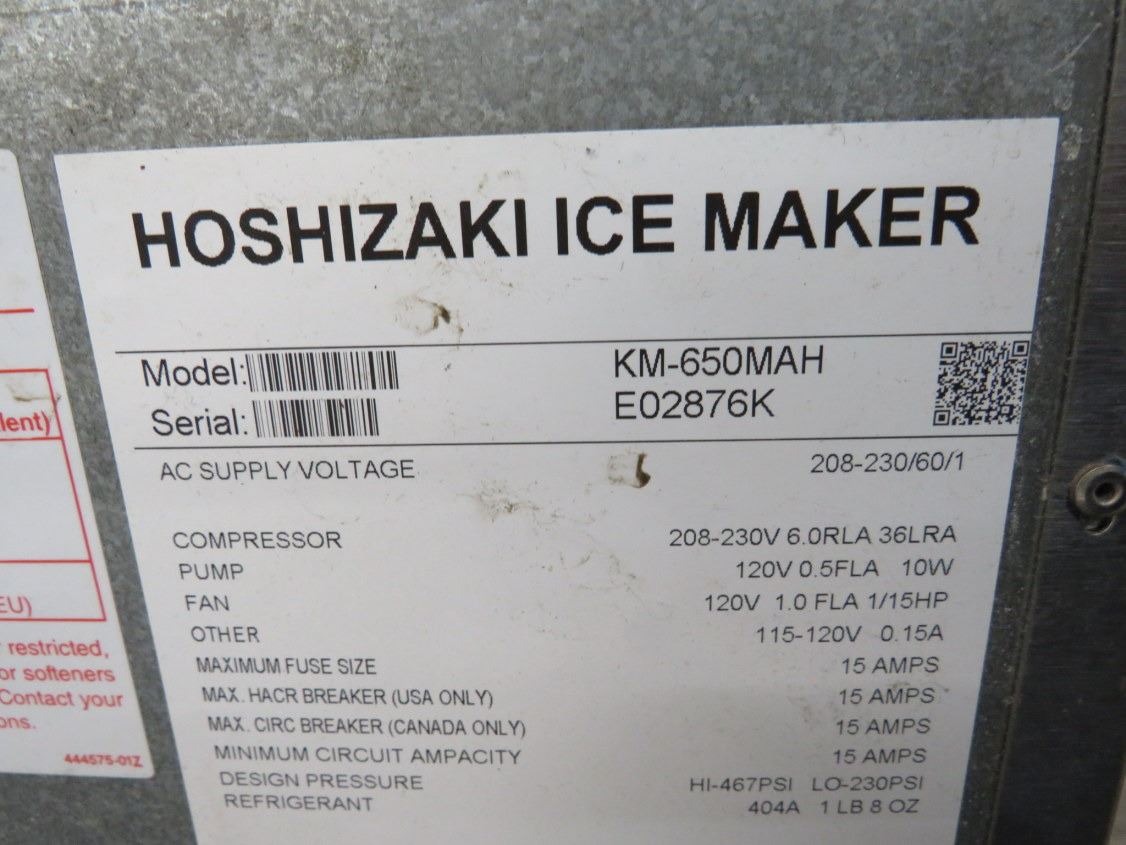 HOSHIZAKI ICE MAKER
Model: KM-650MAH
Serial: E02876K
AC SUPPLY VOLTAGE 208-230/60/1
COMPRESSOR 208-230V 6.0RLA 36LRA
PUMP 120V 0.5FLA 10W
FAN 120V 1.0 FLA 1/15HP
OTHER 115-120V 0.15A
MAXIMUM FUSE SIZE 15 AMPS
MAX. HACR BREAKER (USA ONLY) 15 AMPS
MAX. CIRC BREAKER (CANADA ONLY) 15 AMPS
MINIMUM CIRCUIT AMPACITY 15 AMPS
DESIGN PRESSURE HI-467PSI LO-230PSI
REFRIGERANT 404A 1 LB 8 OZ
lent)
EU)
restricted,
or softeners
Contact your
ons.
444575-01Z